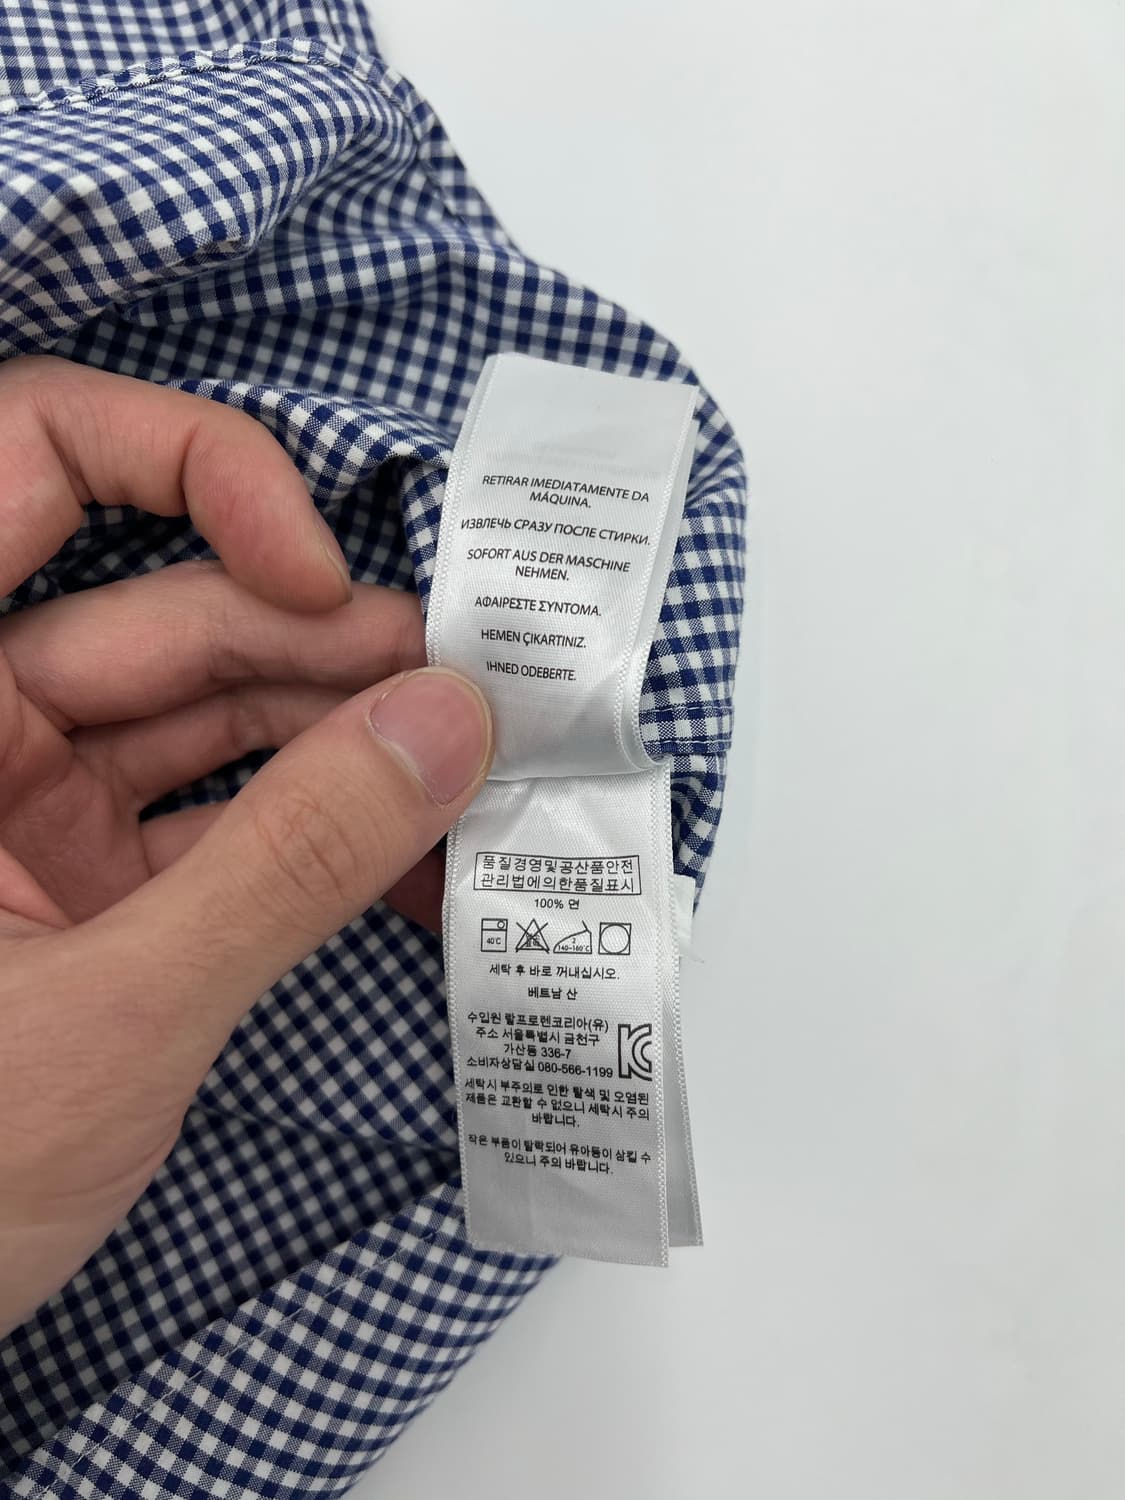 RETIRAR IMEDIATAMENTE DA
MÁQUINA.
ИЗВЛЕЧЬ СРАЗУ ПОСЛЕ СТИРКИ.
SOFORT AUS DER MASCHINE
NEHMEN.
ΑΦΑΙΡΕΣΤΕ ΣΥΝΤΟΜΑ.
HEMEN ÇIKARTINIZ.
IHNED ODEBERTE.
품질경영및공산품안전
관리법에의한품질표시
100% 면
40℃ 2 140~160℃
세탁 후 바로 꺼내십시오.
베트남 산
수입원 랄프로렌코리아(유)
주소 서울특별시 금천구
가산동 336-7
소비자상담실 080-566-1199
세탁시 부주의로 인한 탈색 및 오염된
제품은 교환할 수 없으니 세탁시 주의
바랍니다.
작은 부품이 탈락되어 유아동이 삼킬 수
있으니 주의 바랍니다.